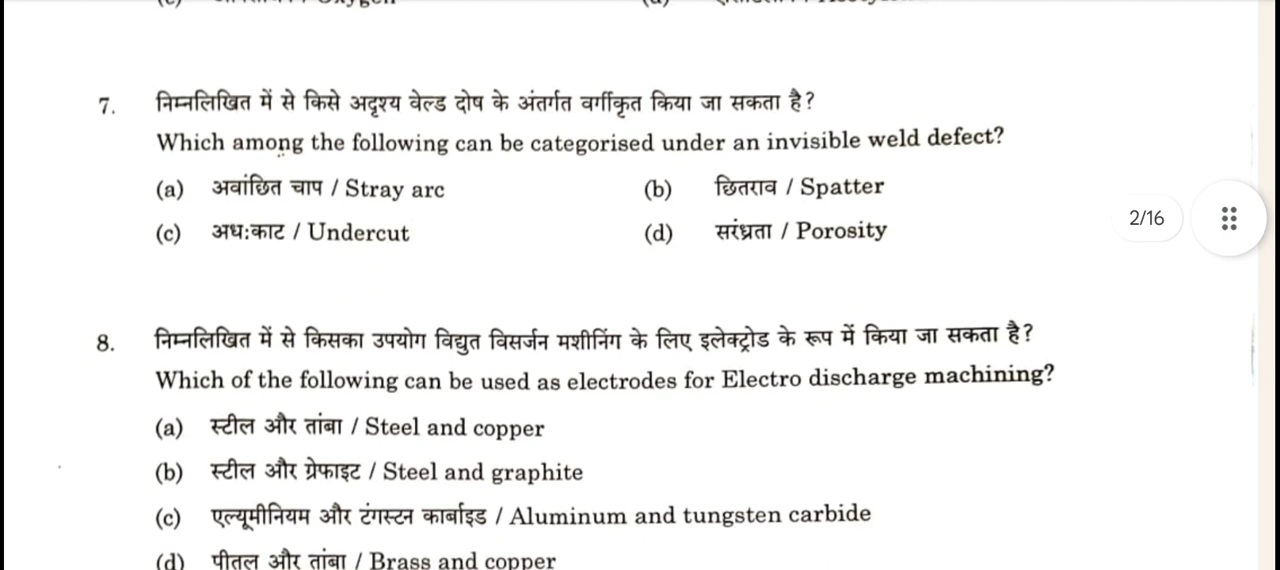 7. निम्नलिखित में से किसे अदृश्य वेल्ड दोष के अंतर्गत वर्गीकृत किया जा सकता है?
Which among the following can be categorised under an invisible weld defect?
(a) अवांछित चाप / Stray arc (b) छितराव / Spatter
(c) अध:काट / Undercut (d) सरंध्रता / Porosity
2/16
8. निम्नलिखित में से किसका उपयोग विद्युत विसर्जन मशीनिंग के लिए इलेक्ट्रोड के रूप में किया जा सकता है?
Which of the following can be used as electrodes for Electro discharge machining?
(a) स्टील और तांबा / Steel and copper
(b) स्टील और ग्रेफाइट / Steel and graphite
(c) एल्यूमीनियम और टंगस्टन कार्बाइड / Aluminum and tungsten carbide
(d) पीतल और तांबा / Brass and copper